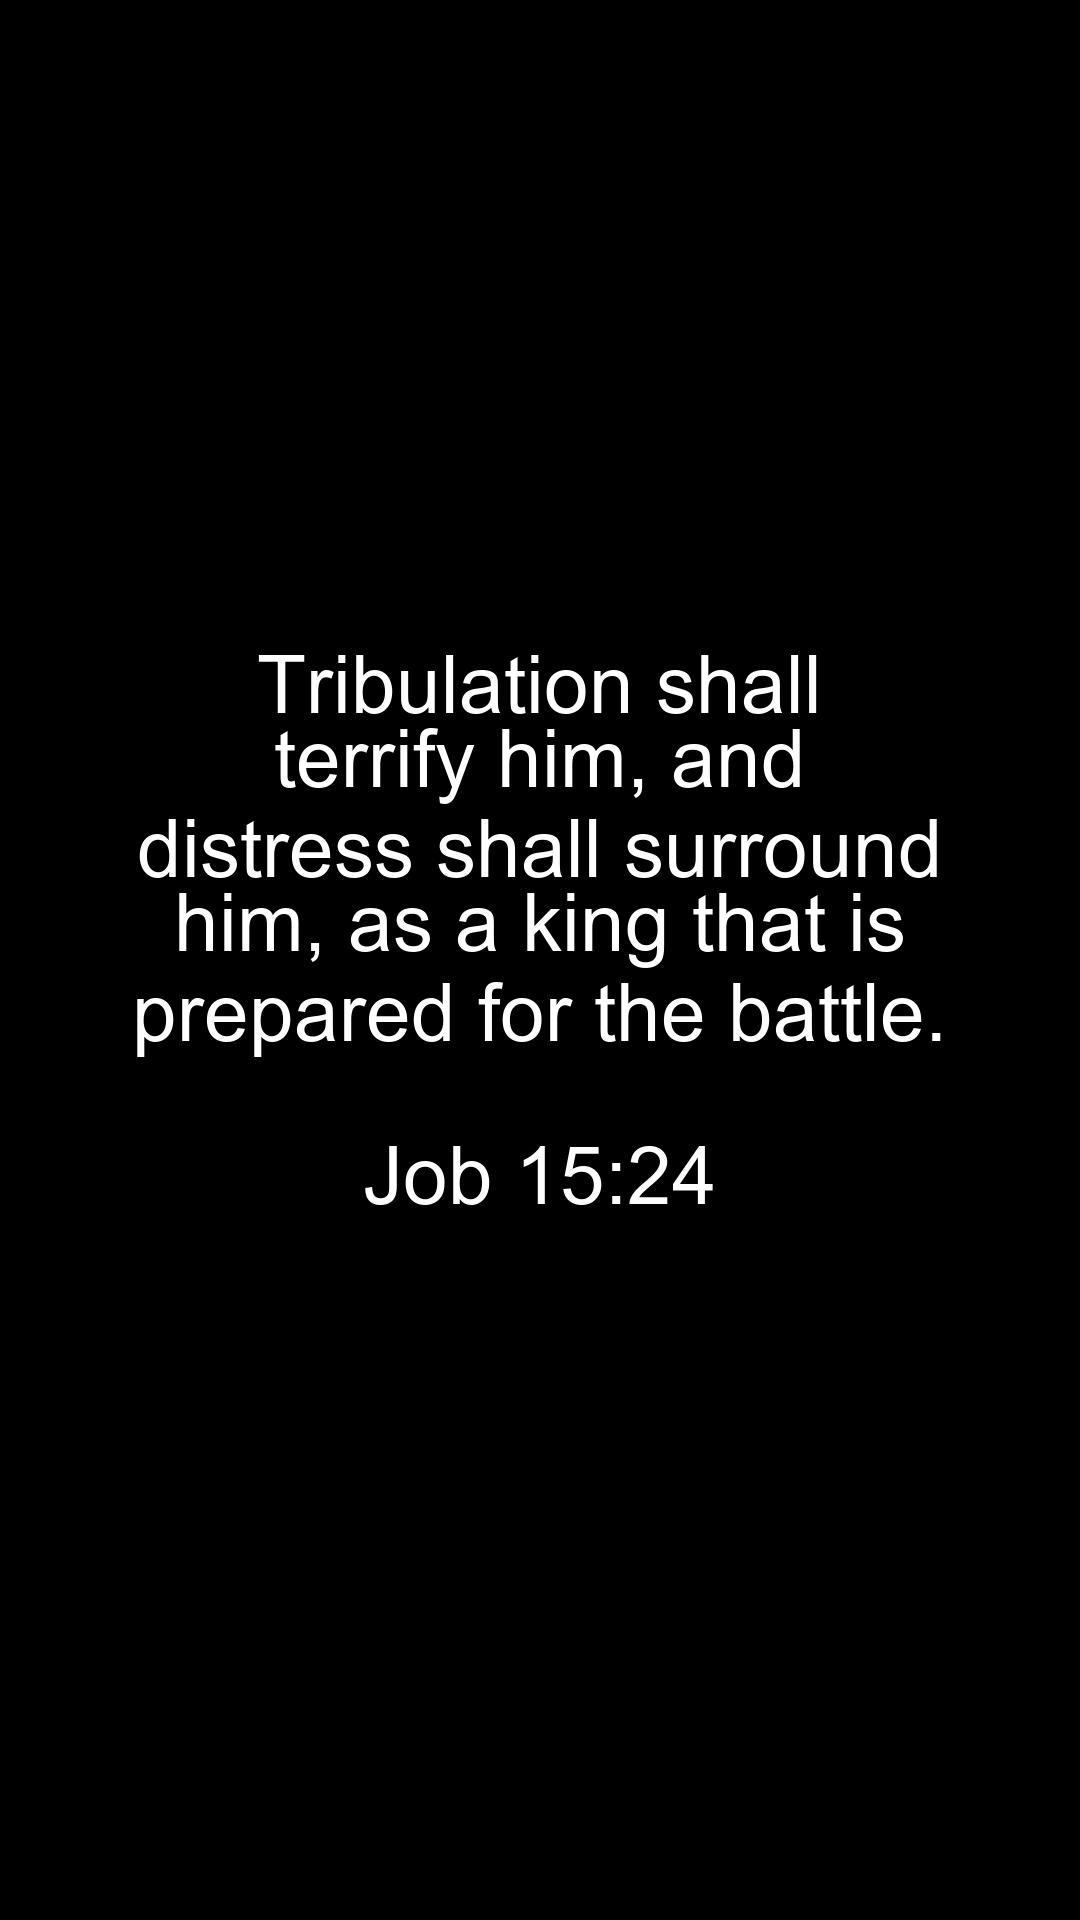 Tribulation shall
terrify him, and
distress shall surround
him, as a king that is
prepared for the battle.
Job 15:24